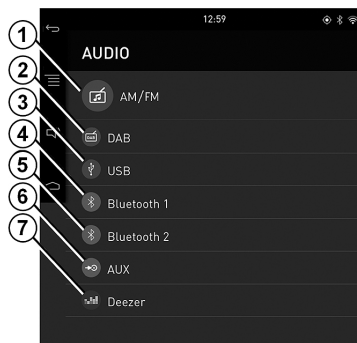 12:59
AUDIO
1
AM/FM
2
DAB
3
USB
4
Bluetooth 1
5
Bluetooth 2
6
AUX
7
Deezer